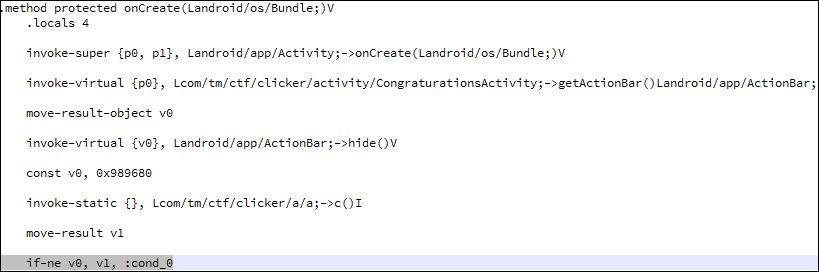 .method protected onCreate(Landroid/os/Bundle;)V
.locals 4
invoke-super {p0, p1}, Landroid/app/Activity;->onCreate(Landroid/os/Bundle;)V
invoke-virtual {p0}, Lcom/tm/ctf/clicker/activity/CongraturationsActivity;->getActionBar()Landroid/app/ActionBar;
move-result-object v0
invoke-virtual {v0}, Landroid/app/ActionBar;->hide()V
const v0, 0x989680
invoke-static {}, Lcom/tm/ctf/clicker/a/a;->c()I
move-result v1
if-ne v0, v1, :cond_0